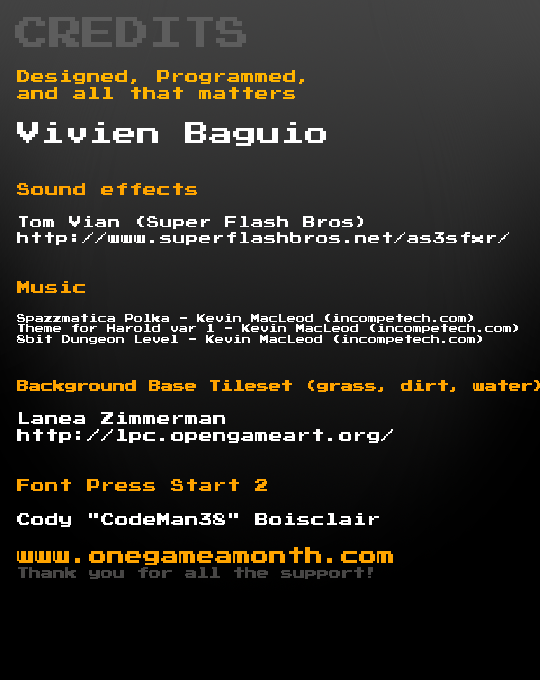 CREDITS
Designed, Programmed,
and all that matters
Vivien Baguio
Sound effects
Tom Vian (Super Flash Bros)
http://www.superflashbros.net/as3sfxr/
Music
Spazzmatica Polka - Kevin MacLeod (incompetech.com)
Theme for Harold var 1 - Kevin MacLeod (incompetech.com)
8bit Dungeon Level - Kevin MacLeod (incompetech.com)
Background Base Tileset (grass, dirt, water)
Lanea Zimmerman
http://lpc.opengameart.org/
Font Press Start 2
Cody "CodeMan38" Boisclair
www.onegameamonth.com
Thank you for all the support!